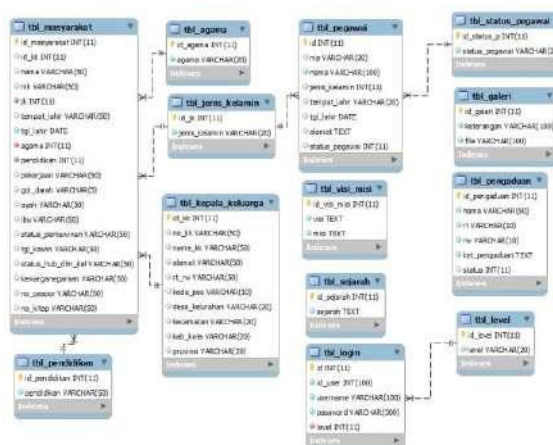 tbl_masyarakat
id_masyarakat INT(11)
id_kk INT(11)
nama VARCHAR(50)
nik VARCHAR(50)
jk INT(11)
tempat_lahir VARCHAR(50)
tgl_lahir DATE
agama INT(11)
pendidikan INT(11)
pekerjaan VARCHAR(50)
gol_darah VARCHAR(5)
ayah VARCHAR(30)
ibu VARCHAR(50)
status_perkawinan VARCHAR(50)
tgl_kawin VARCHAR(50)
status_hub_dlm_kel VARCHAR(50)
kewarganegaraan VARCHAR(50)
no_paspor VARCHAR(50)
no_kitap VARCHAR(50)
Indexes
tbl_pendidikan
id_pendidikan INT(11)
pendidikan VARCHAR(50)
Indexes
tbl_agama
id_agama INT(11)
agama VARCHAR(20)
Indexes
tbl_jenis_kelamin
id_jk INT(11)
jenis_kelamin VARCHAR(20)
Indexes
tbl_kepala_keluarga
id_kk INT(11)
no_kk VARCHAR(50)
nama_kk VARCHAR(50)
alamat VARCHAR(50)
rt_rw VARCHAR(50)
kode_pos VARCHAR(10)
desa_kelurahan VARCHAR(20)
kecamatan VARCHAR(20)
kab_kota VARCHAR(20)
provinsi VARCHAR(20)
Indexes
tbl_pegawai
id INT(11)
nip VARCHAR(20)
nama VARCHAR(100)
jenis_kelamin INT(11)
tempat_lahir VARCHAR(20)
tgl_lahir DATE
alamat TEXT
status_pegawai INT(11)
Indexes
tbl_visi_misi
id_visi_misi INT(11)
visi TEXT
misi TEXT
Indexes
tbl_sejarah
id_sejarah INT(11)
sejarah TEXT
Indexes
tbl_login
id INT(11)
id_user INT(100)
username VARCHAR(100)
password VARCHAR(300)
level INT(11)
Indexes
tbl_status_pegawai
id_status_p INT(11)
status_pegawai VARCHAR(2
Indexes
tbl_galeri
id_galeri INT(11)
keterangan VARCHAR(100)
file VARCHAR(100)
Indexes
tbl_pengaduan
id_pengaduan INT(11)
nama VARCHAR(50)
rt VARCHAR(10)
rw VARCHAR(10)
ket_pengaduan TEXT
status INT(11)
Indexes
tbl_level
id_level INT(11)
level VARCHAR(20)
Indexes